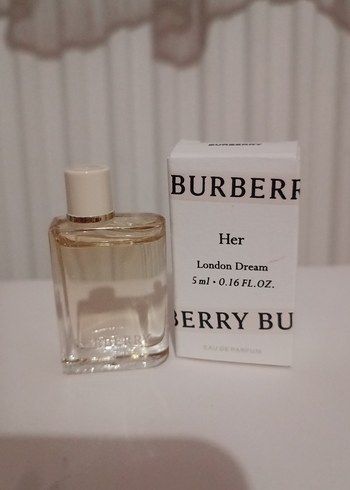 BURBERR
Her
London Dream
5 ml • 0.16 FL.OZ.
BERRY BU
EAU DE PARFUM